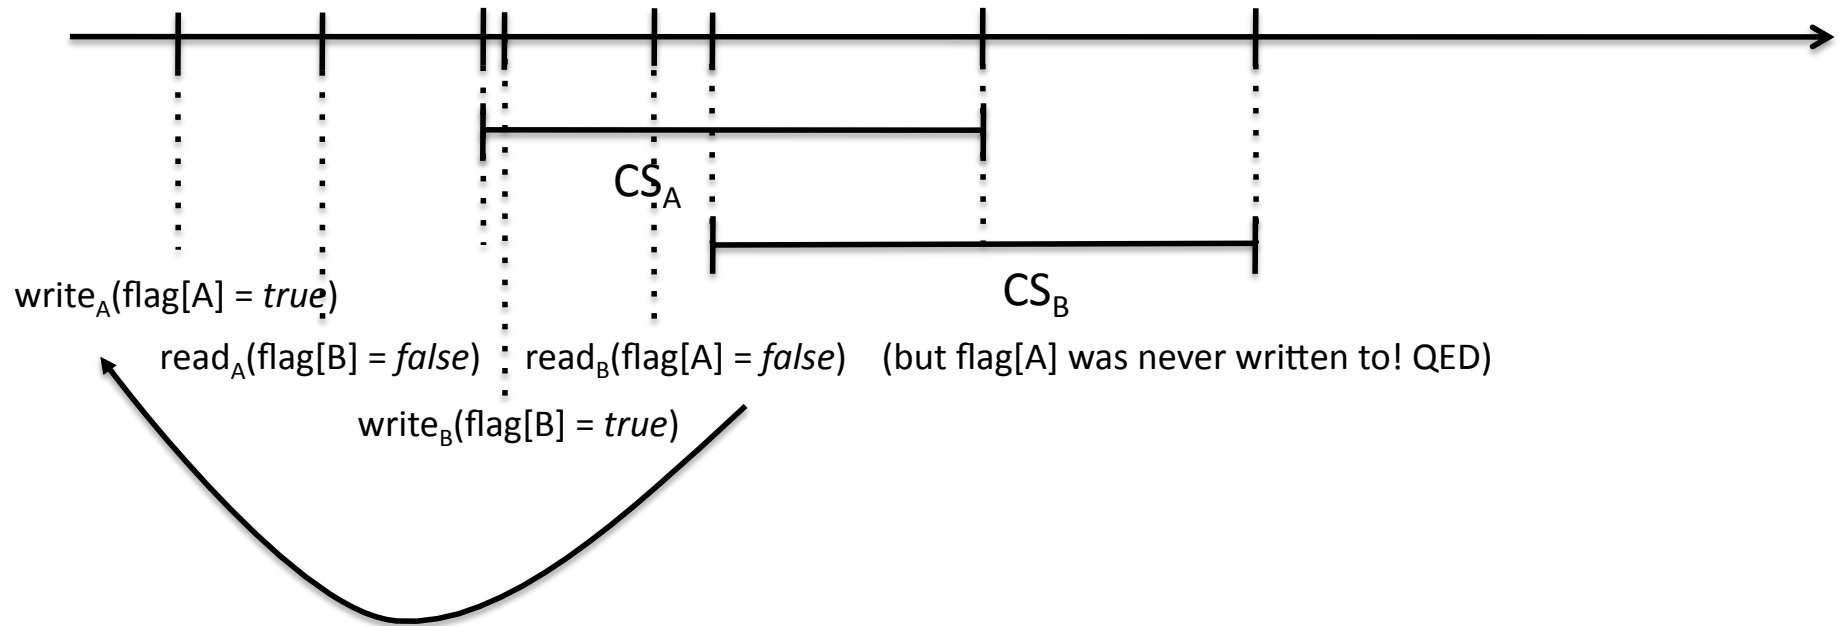 CS_A
write_A(flag[A] = true)
CS_B
read_A(flag[B] = false) read_B(flag[A] = false) (but flag[A] was never written to! QED)
write_B(flag[B] = true)